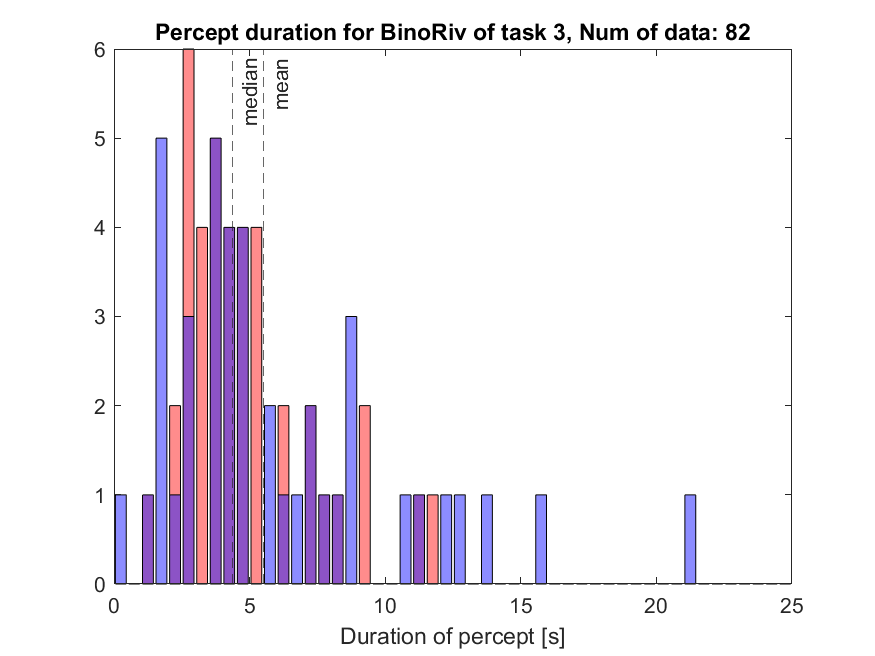 Percept duration for BinoRiv of task 3, Num of data: 82
6
5
4
3
2
1
0
median
mean
0 5 10 15 20 25
Duration of percept [s]